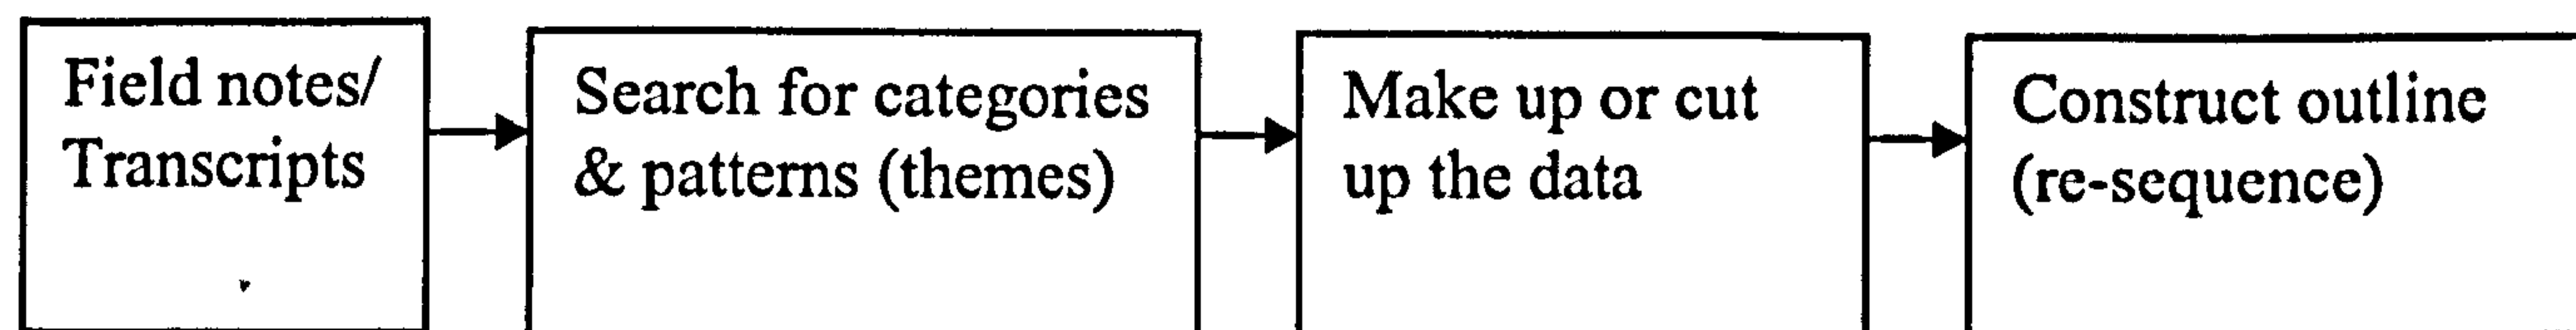 Field notes/
Transcripts
Search for categories
& patterns (themes)
Make up or cut
up the data
Construct outline
(re-sequence)